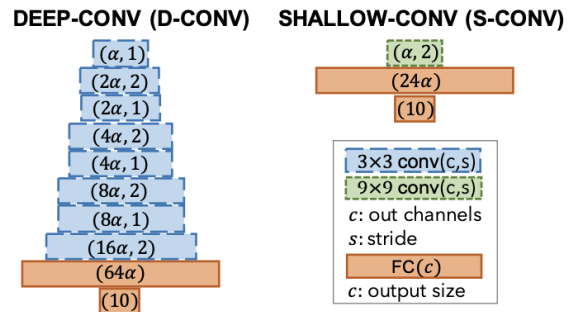 DEEP-CONV (D-CONV)
(α, 1)
(2α, 2)
(2α, 1)
(4α, 2)
(4α, 1)
(8α, 2)
(8α, 1)
(16α, 2)
(64α)
(10)
SHALLOW-CONV (S-CONV)
(α, 2)
(24α)
(10)
3×3 conv(c,s)
9×9 conv(c,s)
c: out channels
s: stride
FC(c)
c: output size